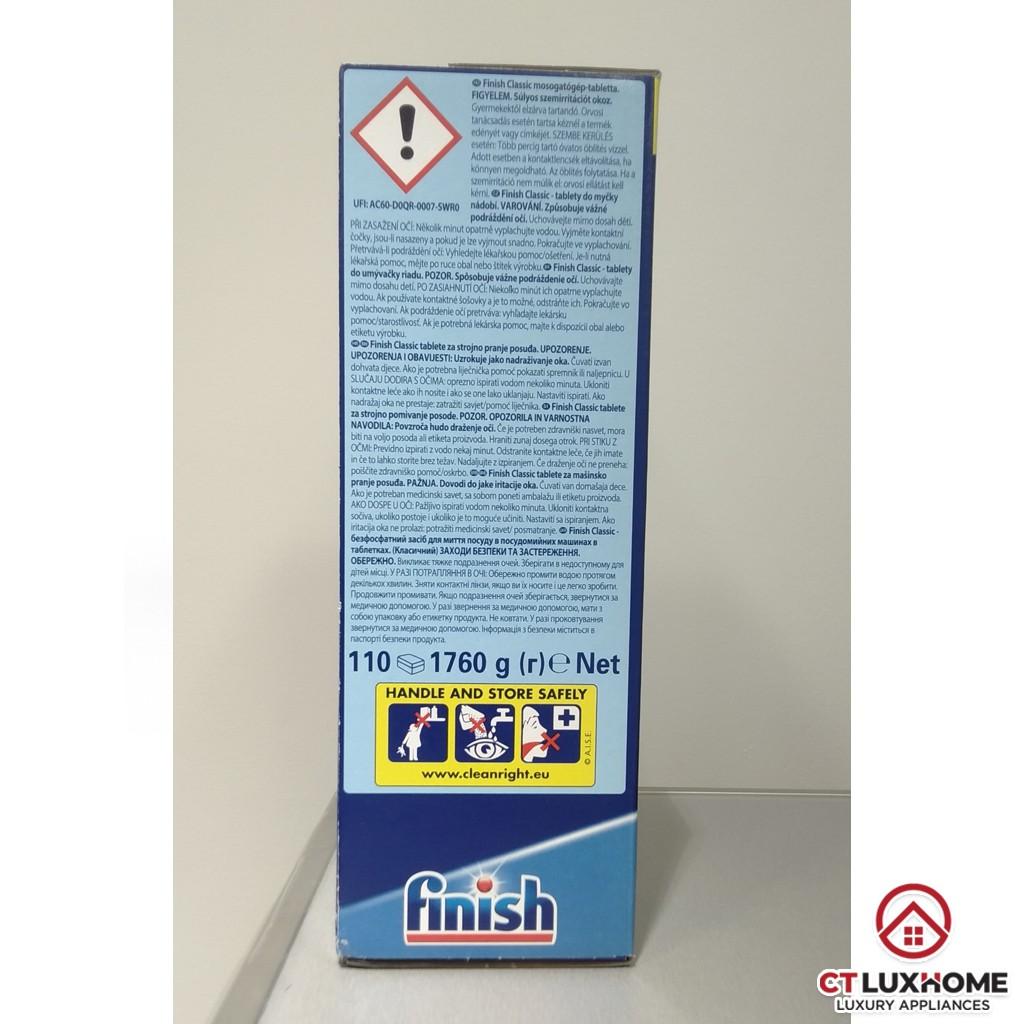 HU Finish Classic mosogatógép-tabletta.
FIGYELEM. Súlyos szemirritációt okoz.
Gyermekektől elzárva tartandó. Orvosi
tanácsadás esetén tartsa kéznél a termék
edényét vagy címkéjét. SZEMBE KERÜLÉS
esetén: Több percig tartó óvatos öblítés vízzel.
Adott esetben a kontaktlencsék eltávolítása, ha
könnyen megoldható. Az öblítés folytatása. Ha a
szemirritáció nem múlik el: orvosi ellátást kell
kérni. CZ Finish Classic - tablety do myčky
UFI: AC60-D0QR-0007-5WR0
nádobí. VAROVÁNÍ. Způsobuje vážné
podráždění očí. Uchovávejte mimo dosah dětí.
PŘI ZASAŽENÍ OČÍ: Několik minut opatrně vyplachujte vodou. Vyjměte kontaktní
čočky, jsou-li nasazeny a pokud je lze vyjmout snadno. Pokračujte ve vyplachování.
Přetrvává-li podráždění očí: Vyhledejte lékařskou pomoc/ošetření. Je-li nutná
lékařská pomoc, mějte po ruce obal nebo štítek výrobku. SK Finish Classic - tablety
do umývačky riadu. POZOR. Spôsobuje vážne podráždenie očí. Uchovávajte
mimo dosahu detí. PO ZASIAHNUTÍ OČÍ: Niekoľko minút ich opatrne vyplachujte
vodou. Ak používate kontaktné šošovky a je to možné, odstráňte ich. Pokračujte vo
vyplachovaní. Ak podráždenie očí pretrváva: vyhľadajte lekársku
pomoc/starostlivosť. Ak je potrebná lekárska pomoc, majte k dispozícii obal alebo
etiketu výrobku.
Finish Classic tablete za strojno pranje posuđa. UPOZORENJE.
UPOZORENJA I OBAVIJESTI: Uzrokuje jako nadraživanje oka. Čuvati izvan
dohvata djece. Ako je potrebna liječnička pomoć pokazati spremnik ili naljepnicu. U
SLUČAJU DODIRA S OČIMA: oprezno ispirati vodom nekoliko minuta. Ukloniti
kontaktne leće ako ih nosite i ako se one lako uklanjaju. Nastaviti ispirati. Ako
nadražaj oka ne prestaje: zatražiti savjet/pomoć liječnika. Finish Classic tablete
za strojno pomivanje posode. POZOR. OPOZORILA IN VARNOSTNA
NAVODILA: Povzroča hudo draženje oči. Če je potreben zdravniški nasvet, mora
biti na voljo posoda ali etiketa proizvoda. Hraniti zunaj dosega otrok. PRI STIKU Z
OČMI: Previdno izpirati z vodo nekaj minut. Odstranite kontaktne leče, če jih imate
in če to lahko storite brez težav. Nadaljujte z izpiranjem. Če draženje oči ne preneha:
poiščite zdravniško pomoč/oskrbo. Finish Classic tablete za mašinsko
pranje posuđa. PAŽNJA. Dovodi do jake iritacije oka. Čuvati van domašaja dece.
Ako je potreban medicinski savet, sa sobom poneti ambalažu ili etiketu proizvoda.
AKO DOSPE U OČI: Pažljivo ispirati vodom nekoliko minuta. Ukloniti kontaktna
sočiva, ukoliko postoje i ukoliko je to moguće učiniti. Nastaviti sa ispiranjem. Ako
iritacija oka ne prolazi: potražiti medicinski savet/ posmatranje. Finish Classic -
безфосфатний засіб для миття посуду в посудомийних машинах в
таблетках. (Класичний) ЗАХОДИ БЕЗПЕКИ ТА ЗАСТЕРЕЖЕННЯ.
ОБЕРЕЖНО. Викликає тяжке подразнення очей. Зберігати в недоступному для
дітей місці. У РАЗІ ПОТРАПЛЯННЯ В ОЧІ: Обережно промити водою протягом
декількох хвилин. Зняти контактні лінзи, якщо ви їх носите і це легко зробити.
Продовжити промивати. Якщо подразнення очей зберігається, звернутися за
медичною допомогою. У разі звернення за медичною допомогою, мати з
собою упаковку або етикетку продукта. Не ковтати. У разі проковтування
звернутися за медичною допомогою. Інформація з безпеки міститься в
паспорті безпеки продукта.
110 1760 g (г) e Net
HANDLE AND STORE SAFELY
© A.I.S.E.
www.cleanright.eu
finish
CT LUXHOME
LUXURY APPLIANCES